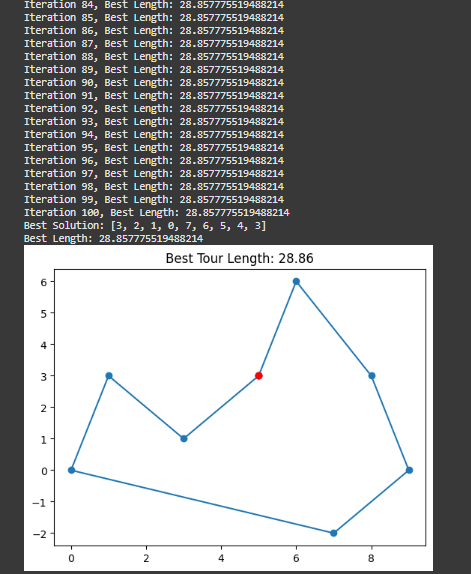 Iteration 84, Best Length: 28.857775519488214
Iteration 85, Best Length: 28.857775519488214
Iteration 86, Best Length: 28.857775519488214
Iteration 87, Best Length: 28.857775519488214
Iteration 88, Best Length: 28.857775519488214
Iteration 89, Best Length: 28.857775519488214
Iteration 90, Best Length: 28.857775519488214
Iteration 91, Best Length: 28.857775519488214
Iteration 92, Best Length: 28.857775519488214
Iteration 93, Best Length: 28.857775519488214
Iteration 94, Best Length: 28.857775519488214
Iteration 95, Best Length: 28.857775519488214
Iteration 96, Best Length: 28.857775519488214
Iteration 97, Best Length: 28.857775519488214
Iteration 98, Best Length: 28.857775519488214
Iteration 99, Best Length: 28.857775519488214
Iteration 100, Best Length: 28.857775519488214
Best Solution: [3, 2, 1, 0, 7, 6, 5, 4, 3]
Best Length: 28.857775519488214
Best Tour Length: 28.86
6
5
4
3
2
1
0
−1
−2
0 2 4 6 8